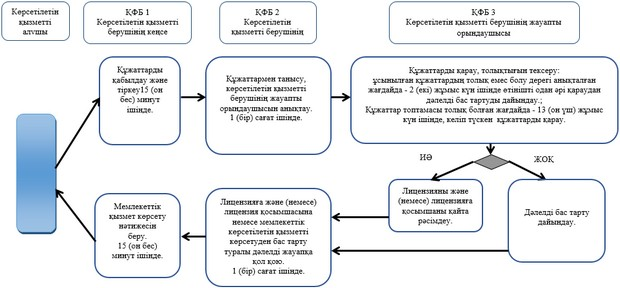 Көрсетілетін
қызметті
алушы
ҚФБ 1
Көрсетілетін қызметті
берушінің кеңсе
ҚФБ 2
Көрсетілетін
қызметті берушінің
ҚФБ 3
Көрсетілетін қызметті берушінің жауапты
орындаушысы
Құжаттарды
қабылдау және
тіркеу15 (он
бес) минут
ішінде.
Құжаттармен танысу,
көрсетілетін қызметті
берушінің жауапты
орындаушысын анықтау.
1 (бір) сағат ішінде.
Құжаттарды қарау, толықтығын тексеру:
ұсынылған құжаттардың толық емес болу дерегі анықталған
жағдайда - 2 (екі) жұмыс күн ішінде өтінішті одан әрі қараудан
дәлелді бас тартуды дайындау.;
Құжаттар топтамасы толық болған жағдайда - 13 (он үш) жұмыс
күн ішінде, келіп түскен құжаттарды қарау.
ИӘ
ЖОҚ
Мемлекеттік
қызмет көрсету
нәтижесін
беру.
15 (он бес)
минут ішінде.
Лицензияға және (немесе)
лицензия қосымшасына
немесе мемлекеттік
көрсетілетін қызметті
көрсетуден бас тарту
туралы дәлелді жауапқа
қол қою.
1 (бір) сағат ішінде.
Лицензияны және
(немесе) лицензияға
қосымшаны қайта
рәсімдеу.
Дәлелді бас тарту
дайындау.